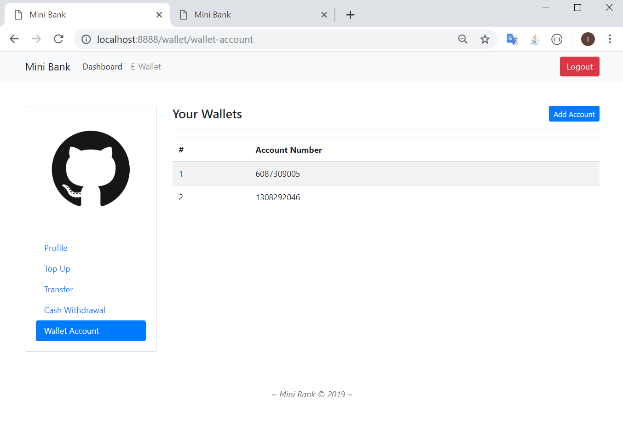 Mini Bank
Mini Bank
localhost:8888/wallet/wallet-account
Mini Bank Dashboard E Wallet Logout
Your Wallets Add Account
# Account Number
1 6087309005
2 1308292046
Profile
Top Up
Transfer
Cash Withdrawal
Wallet Account
~ Mini Bank © 2019 ~